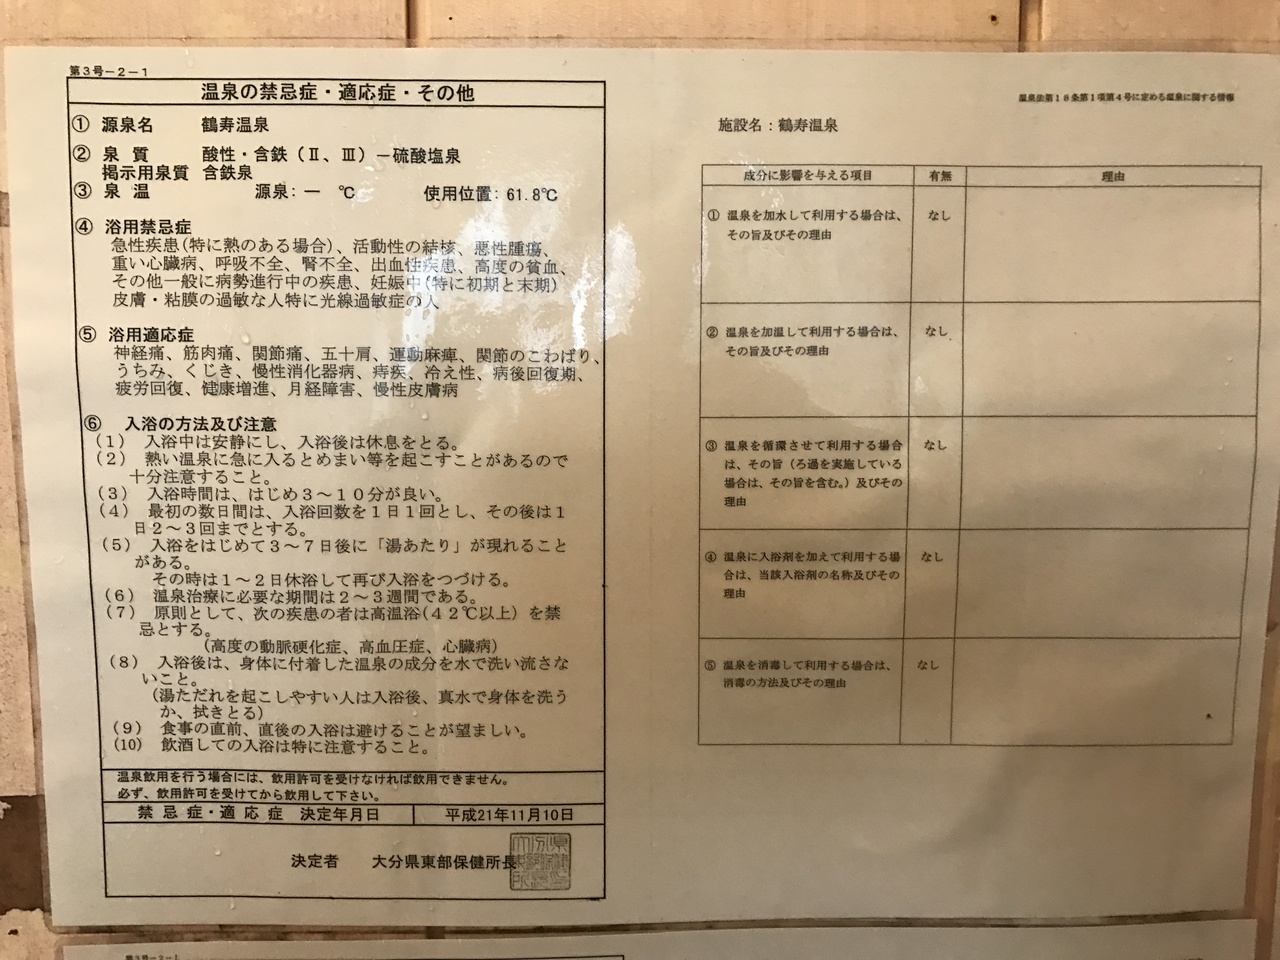 第3号－2－1
温泉の禁忌症・適応症・その他
① 源泉名 鶴寿温泉
② 泉質 酸性・含鉄（Ⅱ、Ⅲ）－硫酸塩泉
掲示用泉質 含鉄泉
③ 泉温 源泉：－ ℃ 使用位置：61.8℃
④ 浴用禁忌症
急性疾患（特に熱のある場合）、活動性の結核、悪性腫瘍、
重い心臓病、呼吸不全、腎不全、出血性疾患、高度の貧血、
その他一般に病勢進行中の疾患、妊娠中（特に初期と末期）
皮膚・粘膜の過敏な人特に光線過敏症の人
⑤ 浴用適応症
神経痛、筋肉痛、関節痛、五十肩、運動麻痺、関節のこわばり、
うちみ、くじき、慢性消化器病、痔疾、冷え性、病後回復期、
疲労回復、健康増進、月経障害、慢性皮膚病
⑥ 入浴の方法及び注意
（1） 入浴中は安静にし、入浴後は休息をとる。
（2） 熱い温泉に急に入るとめまい等を起こすことがあるので
十分注意すること。
（3） 入浴時間は、はじめ3～10分が良い。
（4） 最初の数日間は、入浴回数を1日1回とし、その後は1
日2～3回までとする。
（5） 入浴をはじめて3～7日後に「湯あたり」が現れること
がある。
その時は1～2日休浴して再び入浴をつづける。
（6） 温泉治療に必要な期間は2～3週間である。
（7） 原則として、次の疾患の者は高温浴（42℃以上）を禁
忌とする。
（高度の動脈硬化症、高血圧症、心臓病）
（8） 入浴後は、身体に付着した温泉の成分を水で洗い流さな
いこと。
（湯ただれを起こしやすい人は入浴後、真水で身体を洗う
か、拭きとる）
（9） 食事の直前、直後の入浴は避けることが望ましい。
（10） 飲酒しての入浴は特に注意すること。
温泉飲用を行う場合には、飲用許可を受けなければ飲用できません。
必ず、飲用許可を受けてから飲用して下さい。
禁忌症・適応症 決定年月日 平成21年11月10日
決定者 大分県東部保健所長
温泉法第18条第1項第4号に定める温泉に関する情報
施設名：鶴寿温泉
成分に影響を与える項目 有無 理由
① 温泉を加水して利用する場合は、 なし
その旨及びその理由
② 温泉を加温して利用する場合は、 なし
その旨及びその理由
③ 温泉を循環させて利用する場合 なし
は、その旨（ろ過を実施している
場合は、その旨を含む。）及びその
理由
④ 温泉に入浴剤を加えて利用する場 なし
合は、当該入浴剤の名称及びその
理由
⑤ 温泉を消毒して利用する場合は、 なし
消毒の方法及びその理由
第3号－2－1